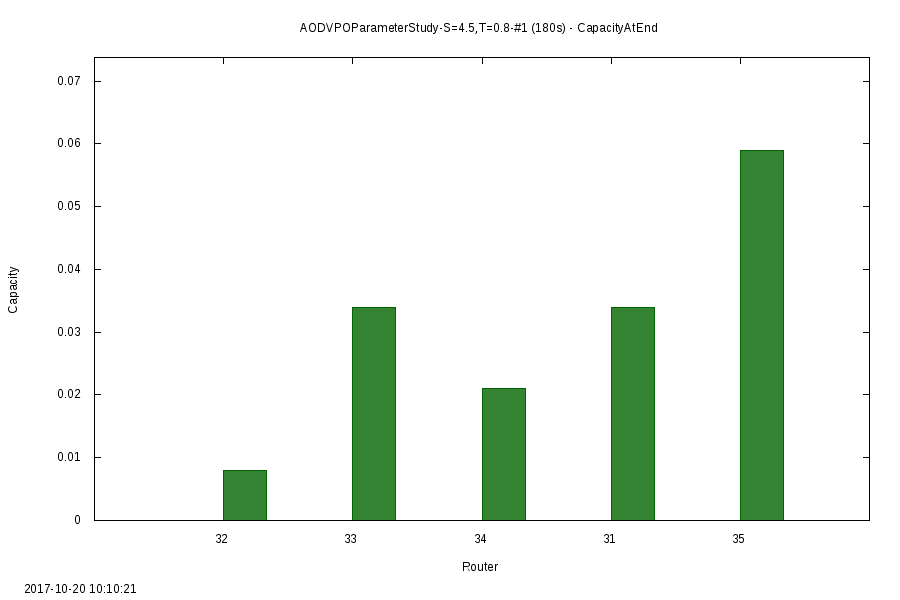 AODVPOParameterStudy-S=4.5,T=0.8-#1 (180s) - CapacityAtEnd
0.07
0.06
0.05
0.04
0.03
0.02
0.01
0
Capacity
32 33 34 31 35
Router
2017-10-20 10:10:21